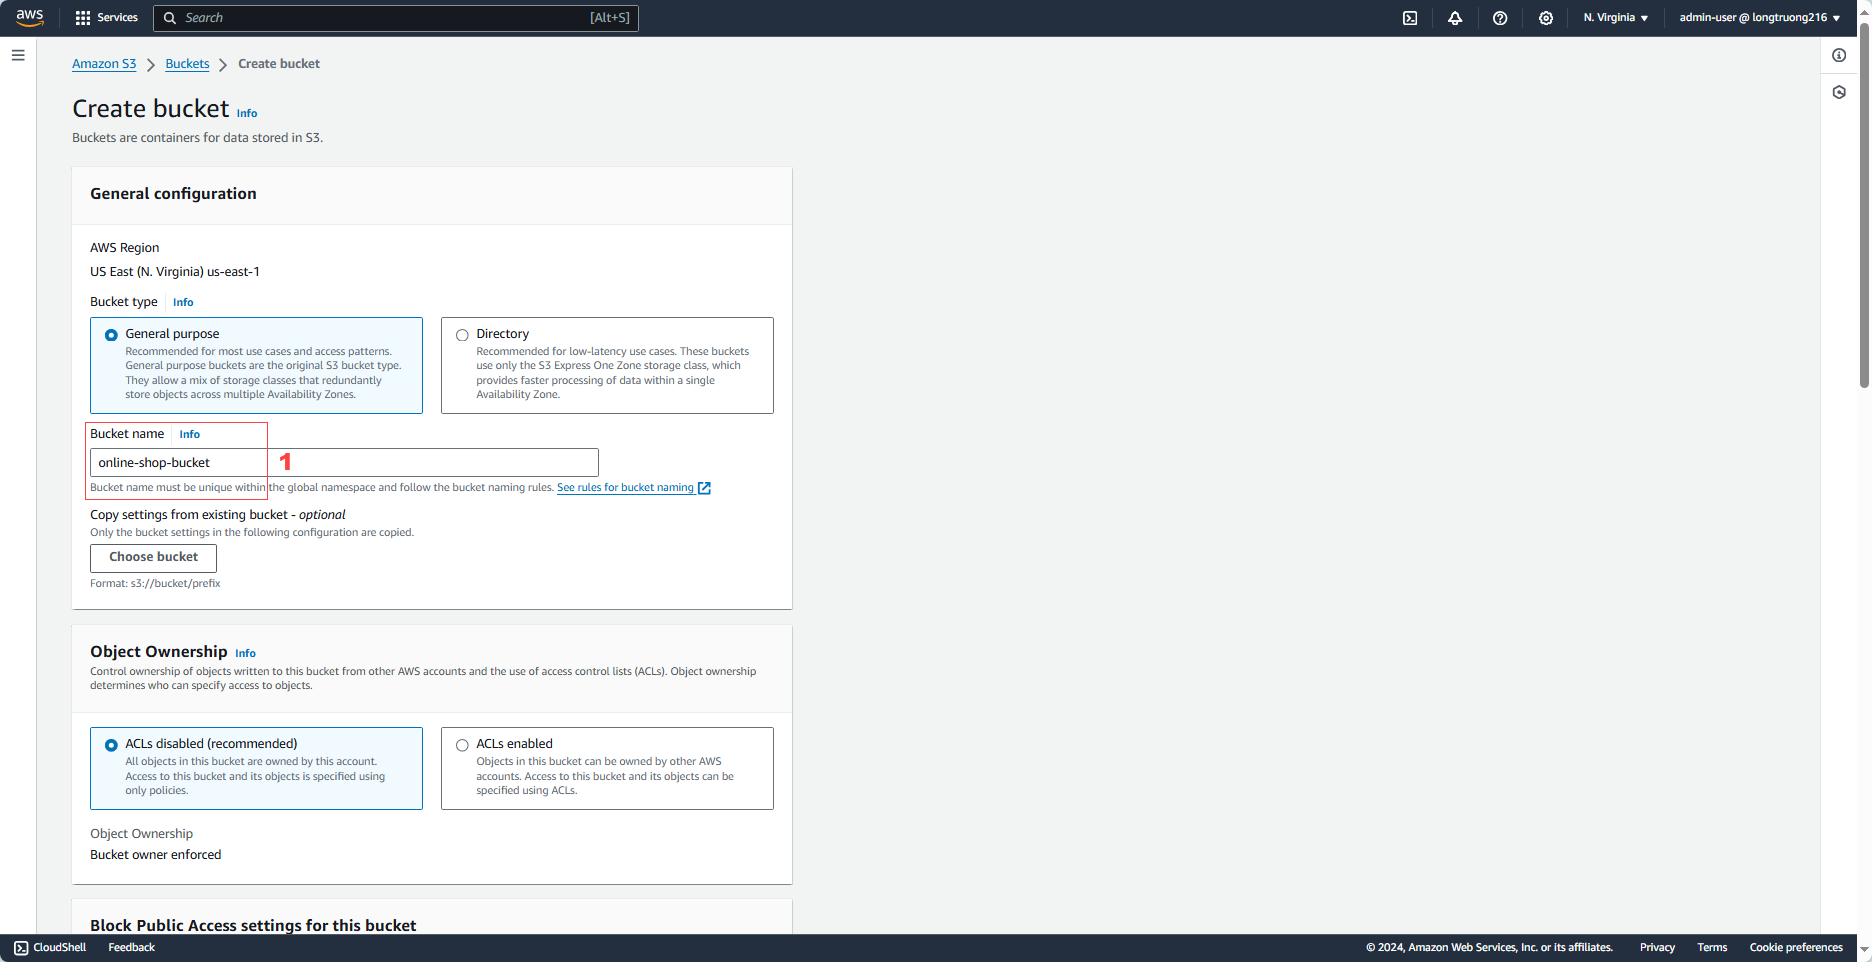 aws
Services
Search
[Alt+S]
N. Virginia
admin-user @ longtruong216
Amazon S3
Buckets
Create bucket
Create bucket Info
Buckets are containers for data stored in S3.
General configuration
AWS Region
US East (N. Virginia) us-east-1
Bucket type Info
General purpose
Recommended for most use cases and access patterns.
General purpose buckets are the original S3 bucket type.
They allow a mix of storage classes that redundantly
store objects across multiple Availability Zones.
Directory
Recommended for low-latency use cases. These buckets
use only the S3 Express One Zone storage class, which
provides faster processing of data within a single
Availability Zone.
Bucket name Info
online-shop-bucket
1
Bucket name must be unique within the global namespace and follow the bucket naming rules. See rules for bucket naming
Copy settings from existing bucket - optional
Only the bucket settings in the following configuration are copied.
Choose bucket
Format: s3://bucket/prefix
Object Ownership Info
Control ownership of objects written to this bucket from other AWS accounts and the use of access control lists (ACLs). Object ownership
determines who can specify access to objects.
ACLs disabled (recommended)
All objects in this bucket are owned by this account.
Access to this bucket and its objects is specified using
only policies.
ACLs enabled
Objects in this bucket can be owned by other AWS
accounts. Access to this bucket and its objects can be
specified using ACLs.
Object Ownership
Bucket owner enforced
Block Public Access settings for this bucket
CloudShell
Feedback
© 2024, Amazon Web Services, Inc. or its affiliates.
Privacy
Terms
Cookie preferences